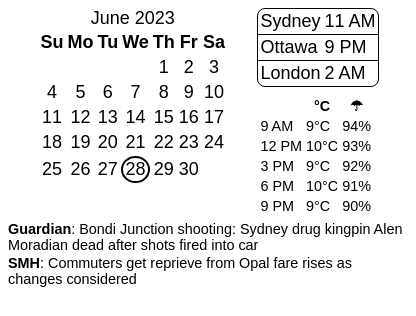 June 2023
Su Mo Tu We Th Fr Sa
1 2 3
4 5 6 7 8 9 10
11 12 13 14 15 16 17
18 19 20 21 22 23 24
25 26 27 28 29 30
Sydney 11 AM
Ottawa 9 PM
London 2 AM
°C ☂
9 AM 9°C 94%
12 PM 10°C 93%
3 PM 9°C 92%
6 PM 10°C 91%
9 PM 9°C 90%
Guardian: Bondi Junction shooting: Sydney drug kingpin Alen
Moradian dead after shots fired into car
SMH: Commuters get reprieve from Opal fare rises as
changes considered